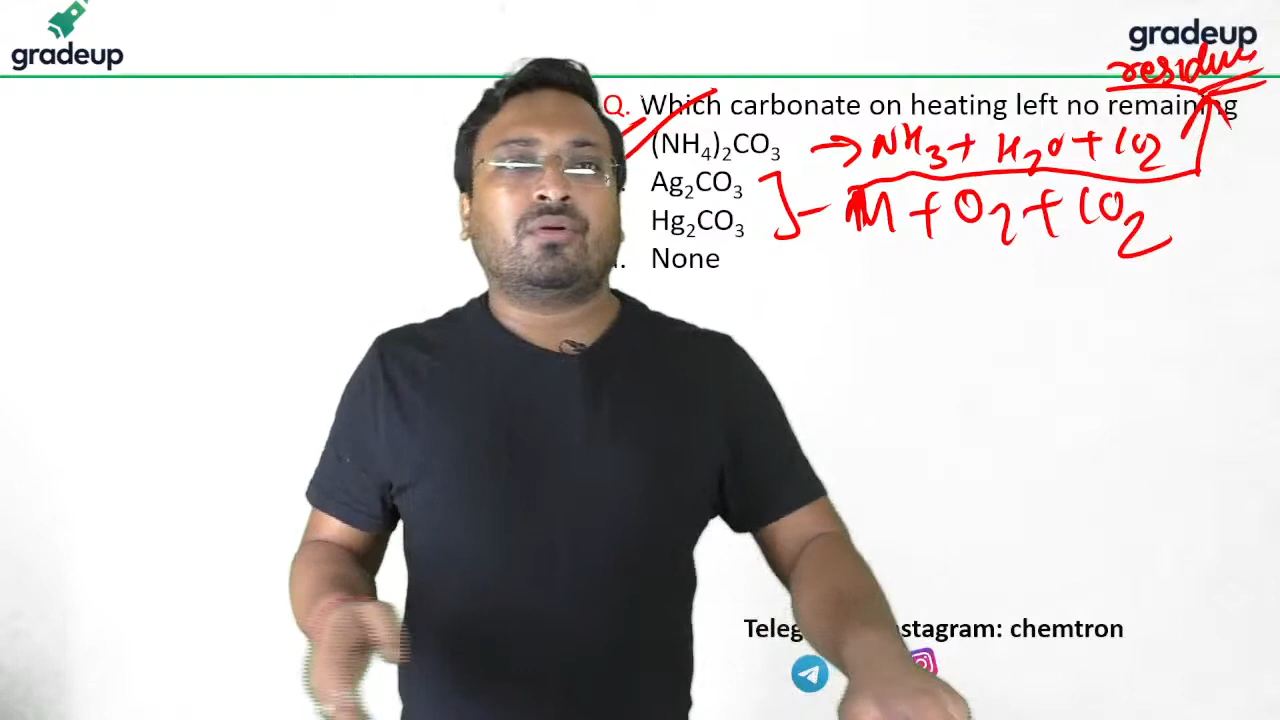 gradeup
gradeup
residue
Q. Which carbonate on heating left no remaining
(NH₄)₂CO₃ → NH₃ + H₂O + CO₂
Ag₂CO₃
Hg₂CO₃ - M + O₂ + CO₂
None
chemtron